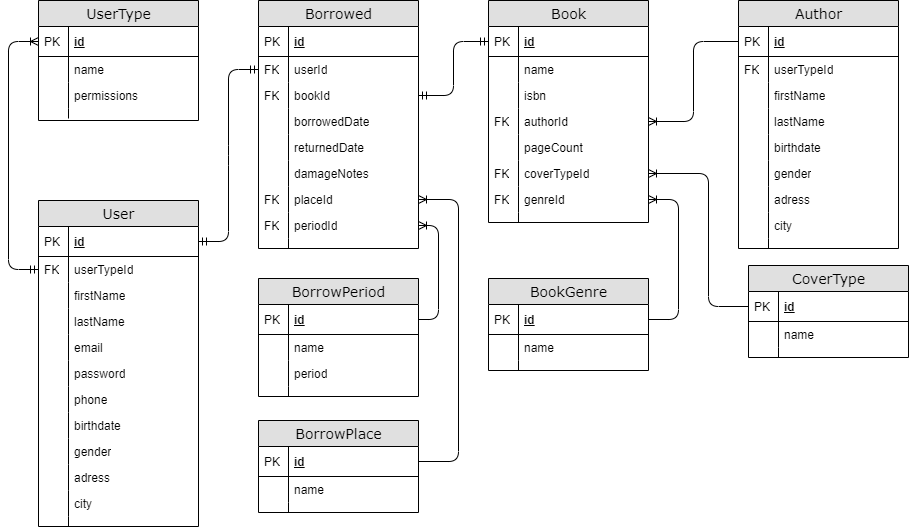 UserType
PK id
name
permissions
User
PK id
FK userTypeId
firstName
lastName
email
password
phone
birthdate
gender
adress
city
Borrowed
PK id
FK userId
FK bookId
borrowedDate
returnedDate
damageNotes
FK placeId
FK periodId
BorrowPeriod
PK id
name
period
BorrowPlace
PK id
name
Book
PK id
name
isbn
FK authorId
pageCount
FK coverTypeId
FK genreId
BookGenre
PK id
name
Author
PK id
FK userTypeId
firstName
lastName
birthdate
gender
adress
city
CoverType
PK id
name